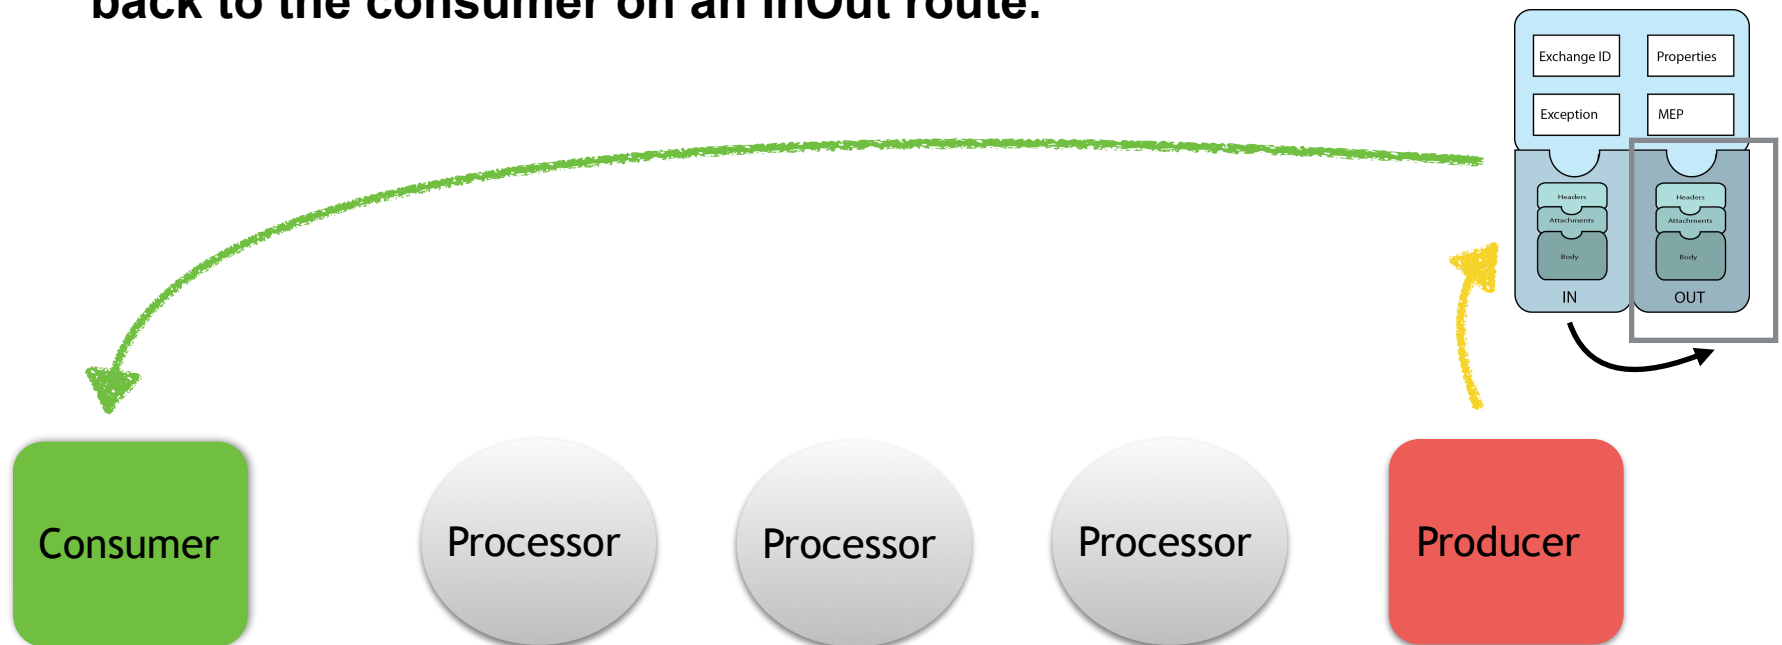 back to the consumer on an InOut route.
Exchange ID
Properties
Exception
MEP
Headers
Headers
Attachments
Attachments
Body
Body
IN
OUT
Consumer
Processor
Processor
Processor
Producer